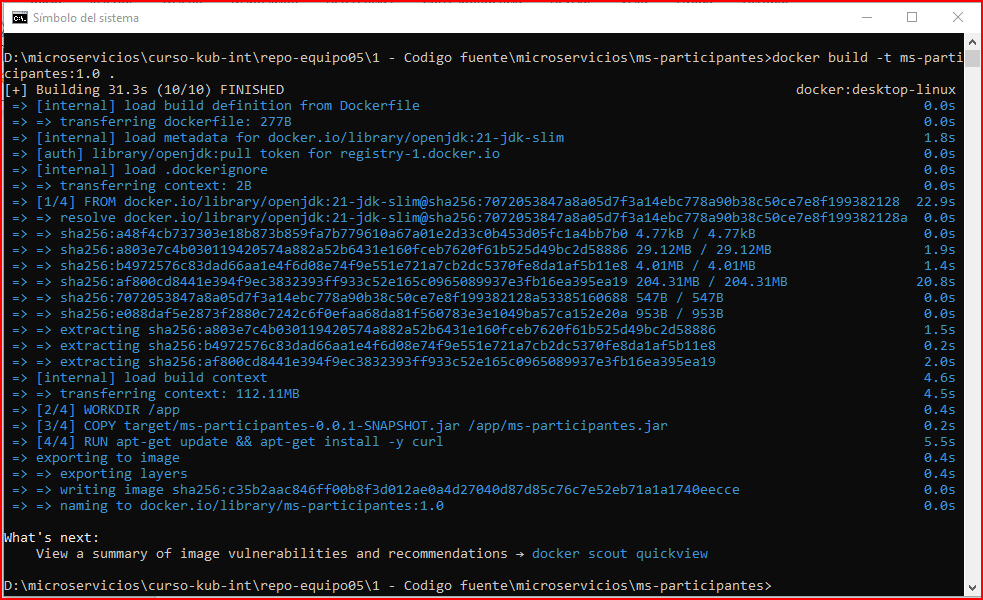 Símbolo del sistema
D:\microservicios\curso-kub-int\repo-equipo05\1 - Codigo fuente\microservicios\ms-participantes>docker build -t ms-parti
cipantes:1.0 .
[+] Building 31.3s (10/10) FINISHED docker:desktop-linux
=> [internal] load build definition from Dockerfile 0.0s
=> => transferring dockerfile: 277B 0.0s
=> [internal] load metadata for docker.io/library/openjdk:21-jdk-slim 1.8s
=> [auth] library/openjdk:pull token for registry-1.docker.io 0.0s
=> [internal] load .dockerignore 0.0s
=> => transferring context: 2B 0.0s
=> [1/4] FROM docker.io/library/openjdk:21-jdk-slim@sha256:7072053847a8a05d7f3a14ebc778a90b38c50ce7e8f199382128 22.9s
=> => resolve docker.io/library/openjdk:21-jdk-slim@sha256:7072053847a8a05d7f3a14ebc778a90b38c50ce7e8f199382128a 0.0s
=> => sha256:a48f4cb737303e18b873b859fa7b779610a67a01e2d33c0b453d05fc1a4bb7b0 4.77kB / 4.77kB 0.0s
=> => sha256:a803e7c4b030119420574a882a52b6431e160fceb7620f61b525d49bc2d58886 29.12MB / 29.12MB 1.9s
=> => sha256:b4972576c83dad66aa1e4f6d08e74f9e551e721a7cb2dc5370fe8da1af5b11e8 4.01MB / 4.01MB 1.4s
=> => sha256:af800cd8441e394f9ec3832393ff933c52e165c0965089937e3fb16ea395ea19 204.31MB / 204.31MB 20.8s
=> => sha256:7072053847a8a05d7f3a14ebc778a90b38c50ce7e8f199382128a53385160688 547B / 547B 0.0s
=> => sha256:e088daf5e2873f2880c7242c6f0efaa68da81f560783e3e1049ba57ca152e20a 953B / 953B 0.0s
=> => extracting sha256:a803e7c4b030119420574a882a52b6431e160fceb7620f61b525d49bc2d58886 1.5s
=> => extracting sha256:b4972576c83dad66aa1e4f6d08e74f9e551e721a7cb2dc5370fe8da1af5b11e8 0.2s
=> => extracting sha256:af800cd8441e394f9ec3832393ff933c52e165c0965089937e3fb16ea395ea19 2.0s
=> [internal] load build context 4.6s
=> => transferring context: 112.11MB 4.5s
=> [2/4] WORKDIR /app 0.4s
=> [3/4] COPY target/ms-participantes-0.0.1-SNAPSHOT.jar /app/ms-participantes.jar 0.2s
=> [4/4] RUN apt-get update && apt-get install -y curl 5.5s
=> exporting to image 0.4s
=> => exporting layers 0.4s
=> => writing image sha256:c35b2aac846ff00b8f3d012ae0a4d27040d87d85c76c7e52eb71a1a1740eecce 0.0s
=> => naming to docker.io/library/ms-participantes:1.0 0.0s
What's next:
View a summary of image vulnerabilities and recommendations → docker scout quickview
D:\microservicios\curso-kub-int\repo-equipo05\1 - Codigo fuente\microservicios\ms-participantes>